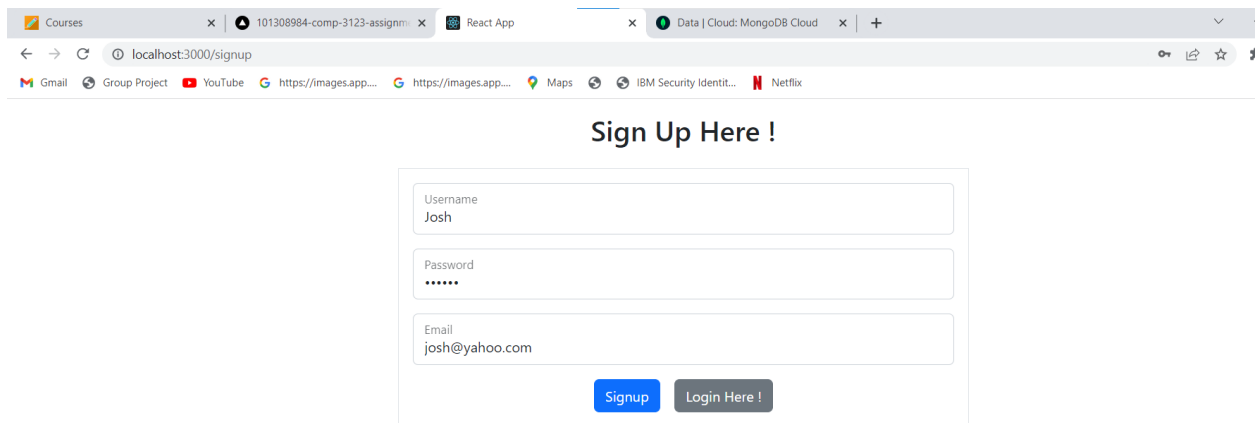 Courses 101308984-comp-3123-assignm React App Data | Cloud: MongoDB Cloud
localhost:3000/signup
Gmail Group Project YouTube https://images.app.... https://images.app.... Maps IBM Security Identit... Netflix
Sign Up Here !
Username
Josh
Password
••••••
Email
josh@yahoo.com
Signup Login Here !